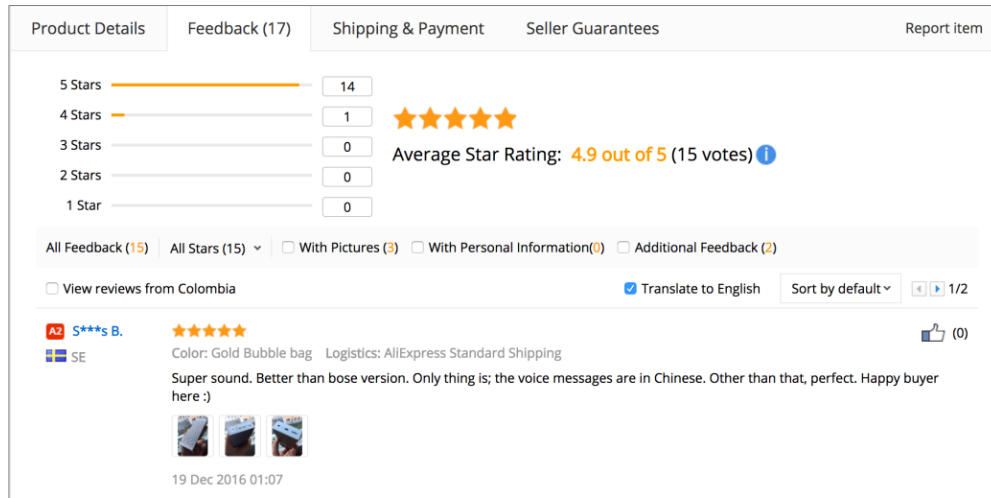 Product Details Feedback (17) Shipping & Payment Seller Guarantees Report item
5 Stars 14
4 Stars 1
3 Stars 0
2 Stars 0
1 Star 0
Average Star Rating: 4.9 out of 5 (15 votes) i
All Feedback (15) All Stars (15) With Pictures (3) With Personal Information(0) Additional Feedback (2)
View reviews from Colombia Translate to English Sort by default 1/2
A2 S***s B. (0)
SE Color: Gold Bubble bag Logistics: AliExpress Standard Shipping
Super sound. Better than bose version. Only thing is; the voice messages are in Chinese. Other than that, perfect. Happy buyer
here :)
19 Dec 2016 01:07